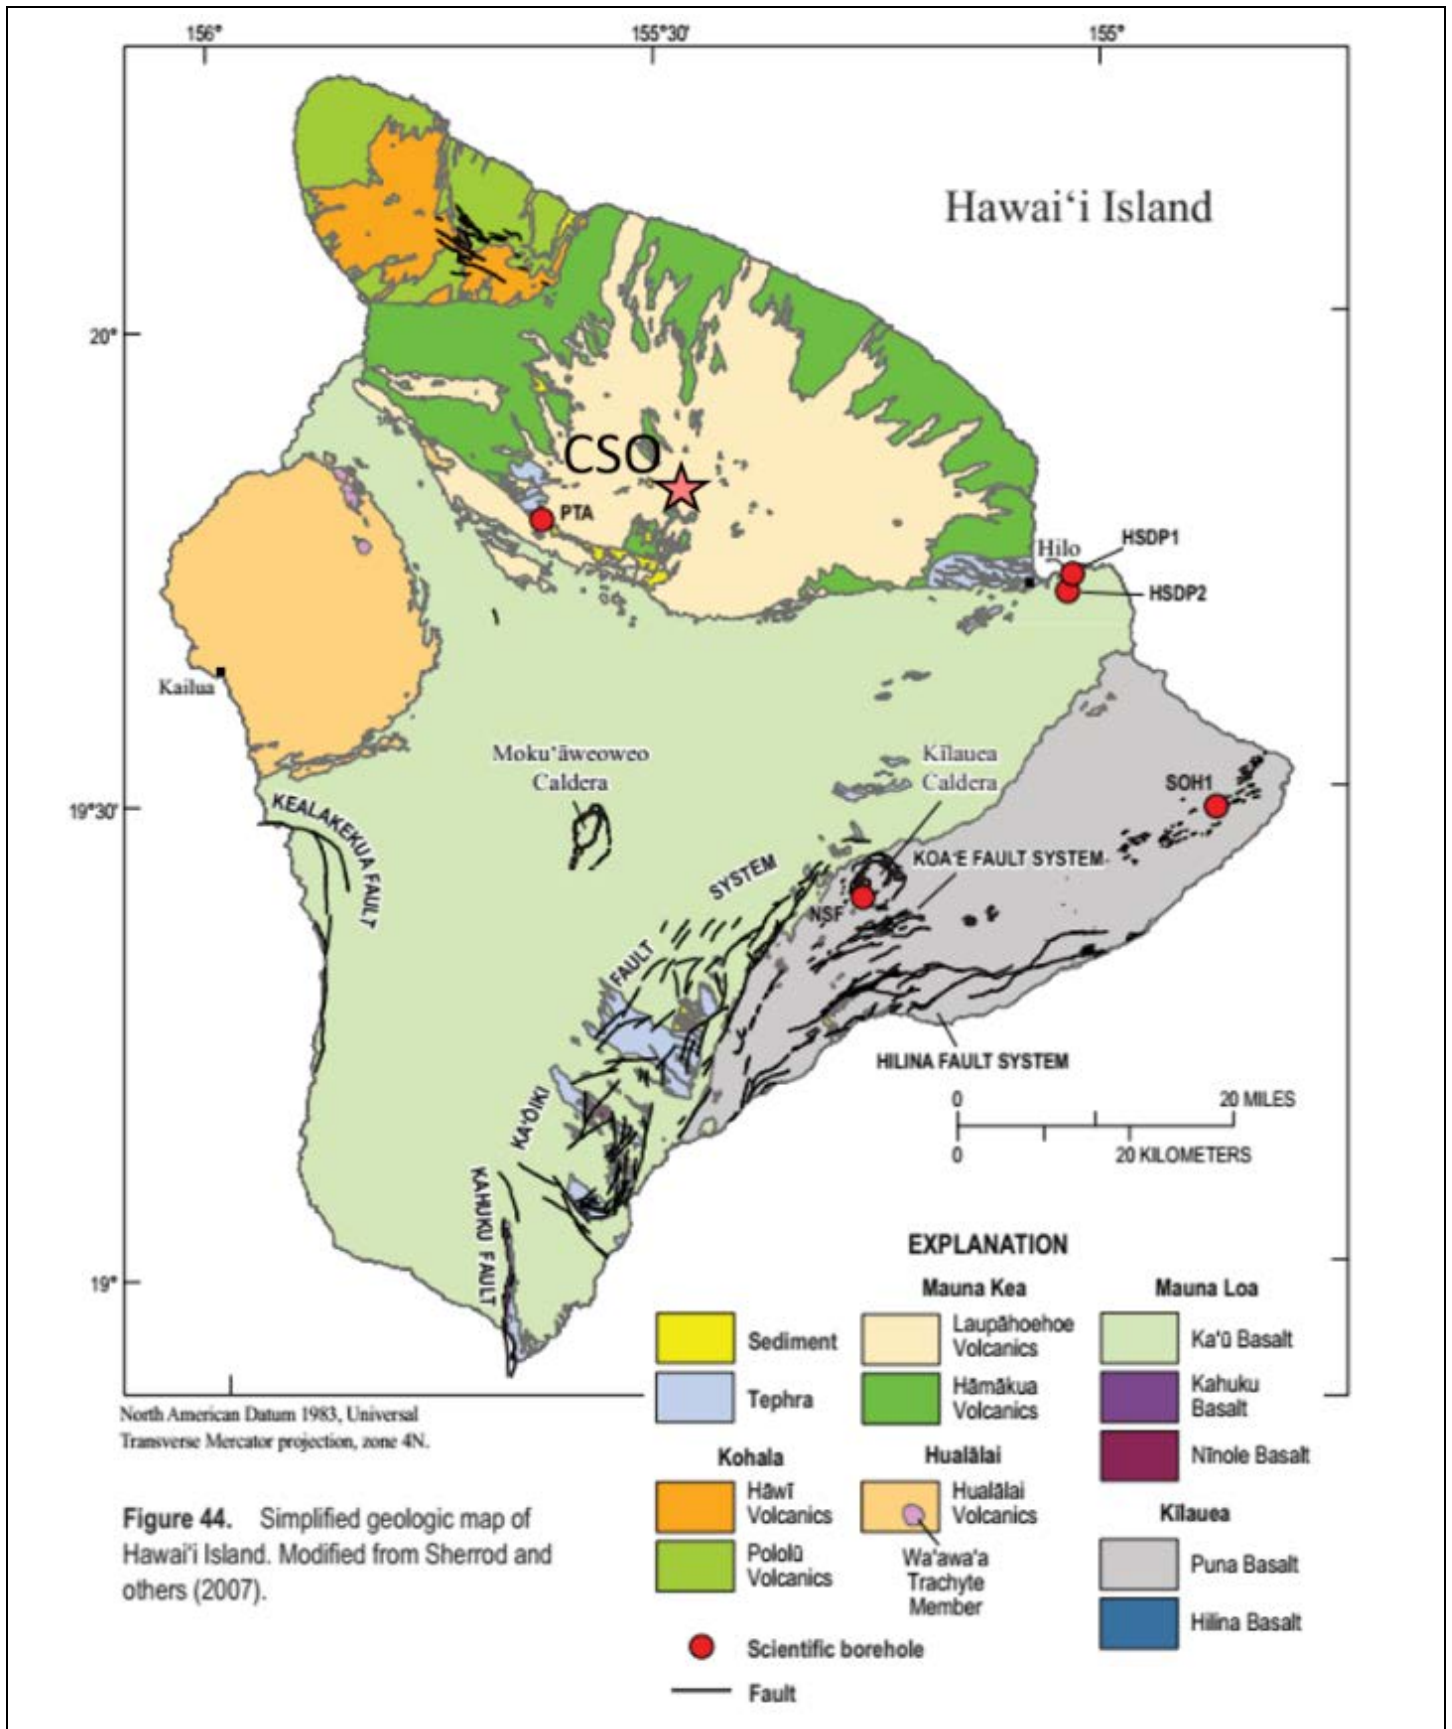 156°
155°30'
155°
Hawai‘i Island
20°
CSO
PTA
Hilo
HSDP1
HSDP2
Kailua
Moku‘āweoweo
Caldera
Kīlauea
Caldera
19°30'
SOH1
KEALAKEKUA FAULT
KOA‘E FAULT SYSTEM
NSF
KA‘ŌIKI FAULT SYSTEM
HILINA FAULT SYSTEM
0 20 MILES
0 20 KILOMETERS
KAHUKU FAULT
19°
EXPLANATION
Sediment
Tephra
Kohala
Hāwī
Volcanics
Pololū
Volcanics
Mauna Kea
Laupāhoehoe
Volcanics
Hāmākua
Volcanics
Hualālai
Hualālai
Volcanics
Wa‘awa‘a
Trachyte
Member
Mauna Loa
Ka‘ū Basalt
Kahuku
Basalt
Nīnole Basalt
Kīlauea
Puna Basalt
Hilina Basalt
Scientific borehole
Fault
North American Datum 1983, Universal
Transverse Mercator projection, zone 4N.
Figure 44. Simplified geologic map of
Hawai‘i Island. Modified from Sherrod and
others (2007).